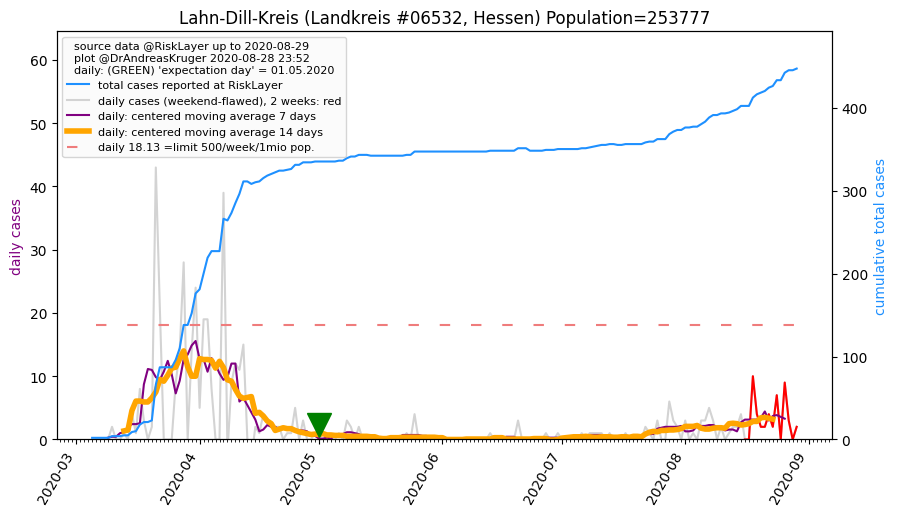 Lahn-Dill-Kreis (Landkreis #06532, Hessen) Population=253777
source data @RiskLayer up to 2020-08-29
plot @DrAndreasKruger 2020-08-28 23:52
daily: (GREEN) 'expectation day' = 01.05.2020
total cases reported at RiskLayer
daily cases (weekend-flawed), 2 weeks: red
daily: centered moving average 7 days
daily: centered moving average 14 days
daily 18.13 =limit 500/week/1mio pop.
daily cases
60
50
40
30
20
10
0
cumulative total cases
400
300
200
100
0
2020-03
2020-04
2020-05
2020-06
2020-07
2020-08
2020-09